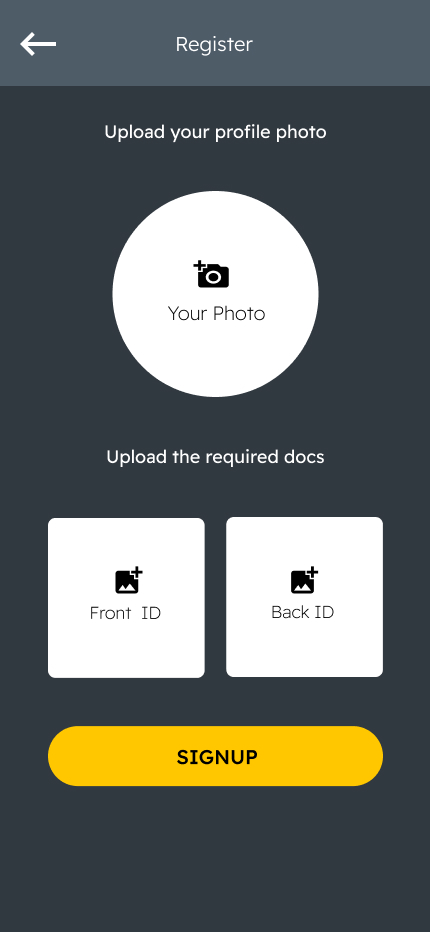 Register
Upload your profile photo
Your Photo
Upload the required docs
Front ID
Back ID
SIGNUP